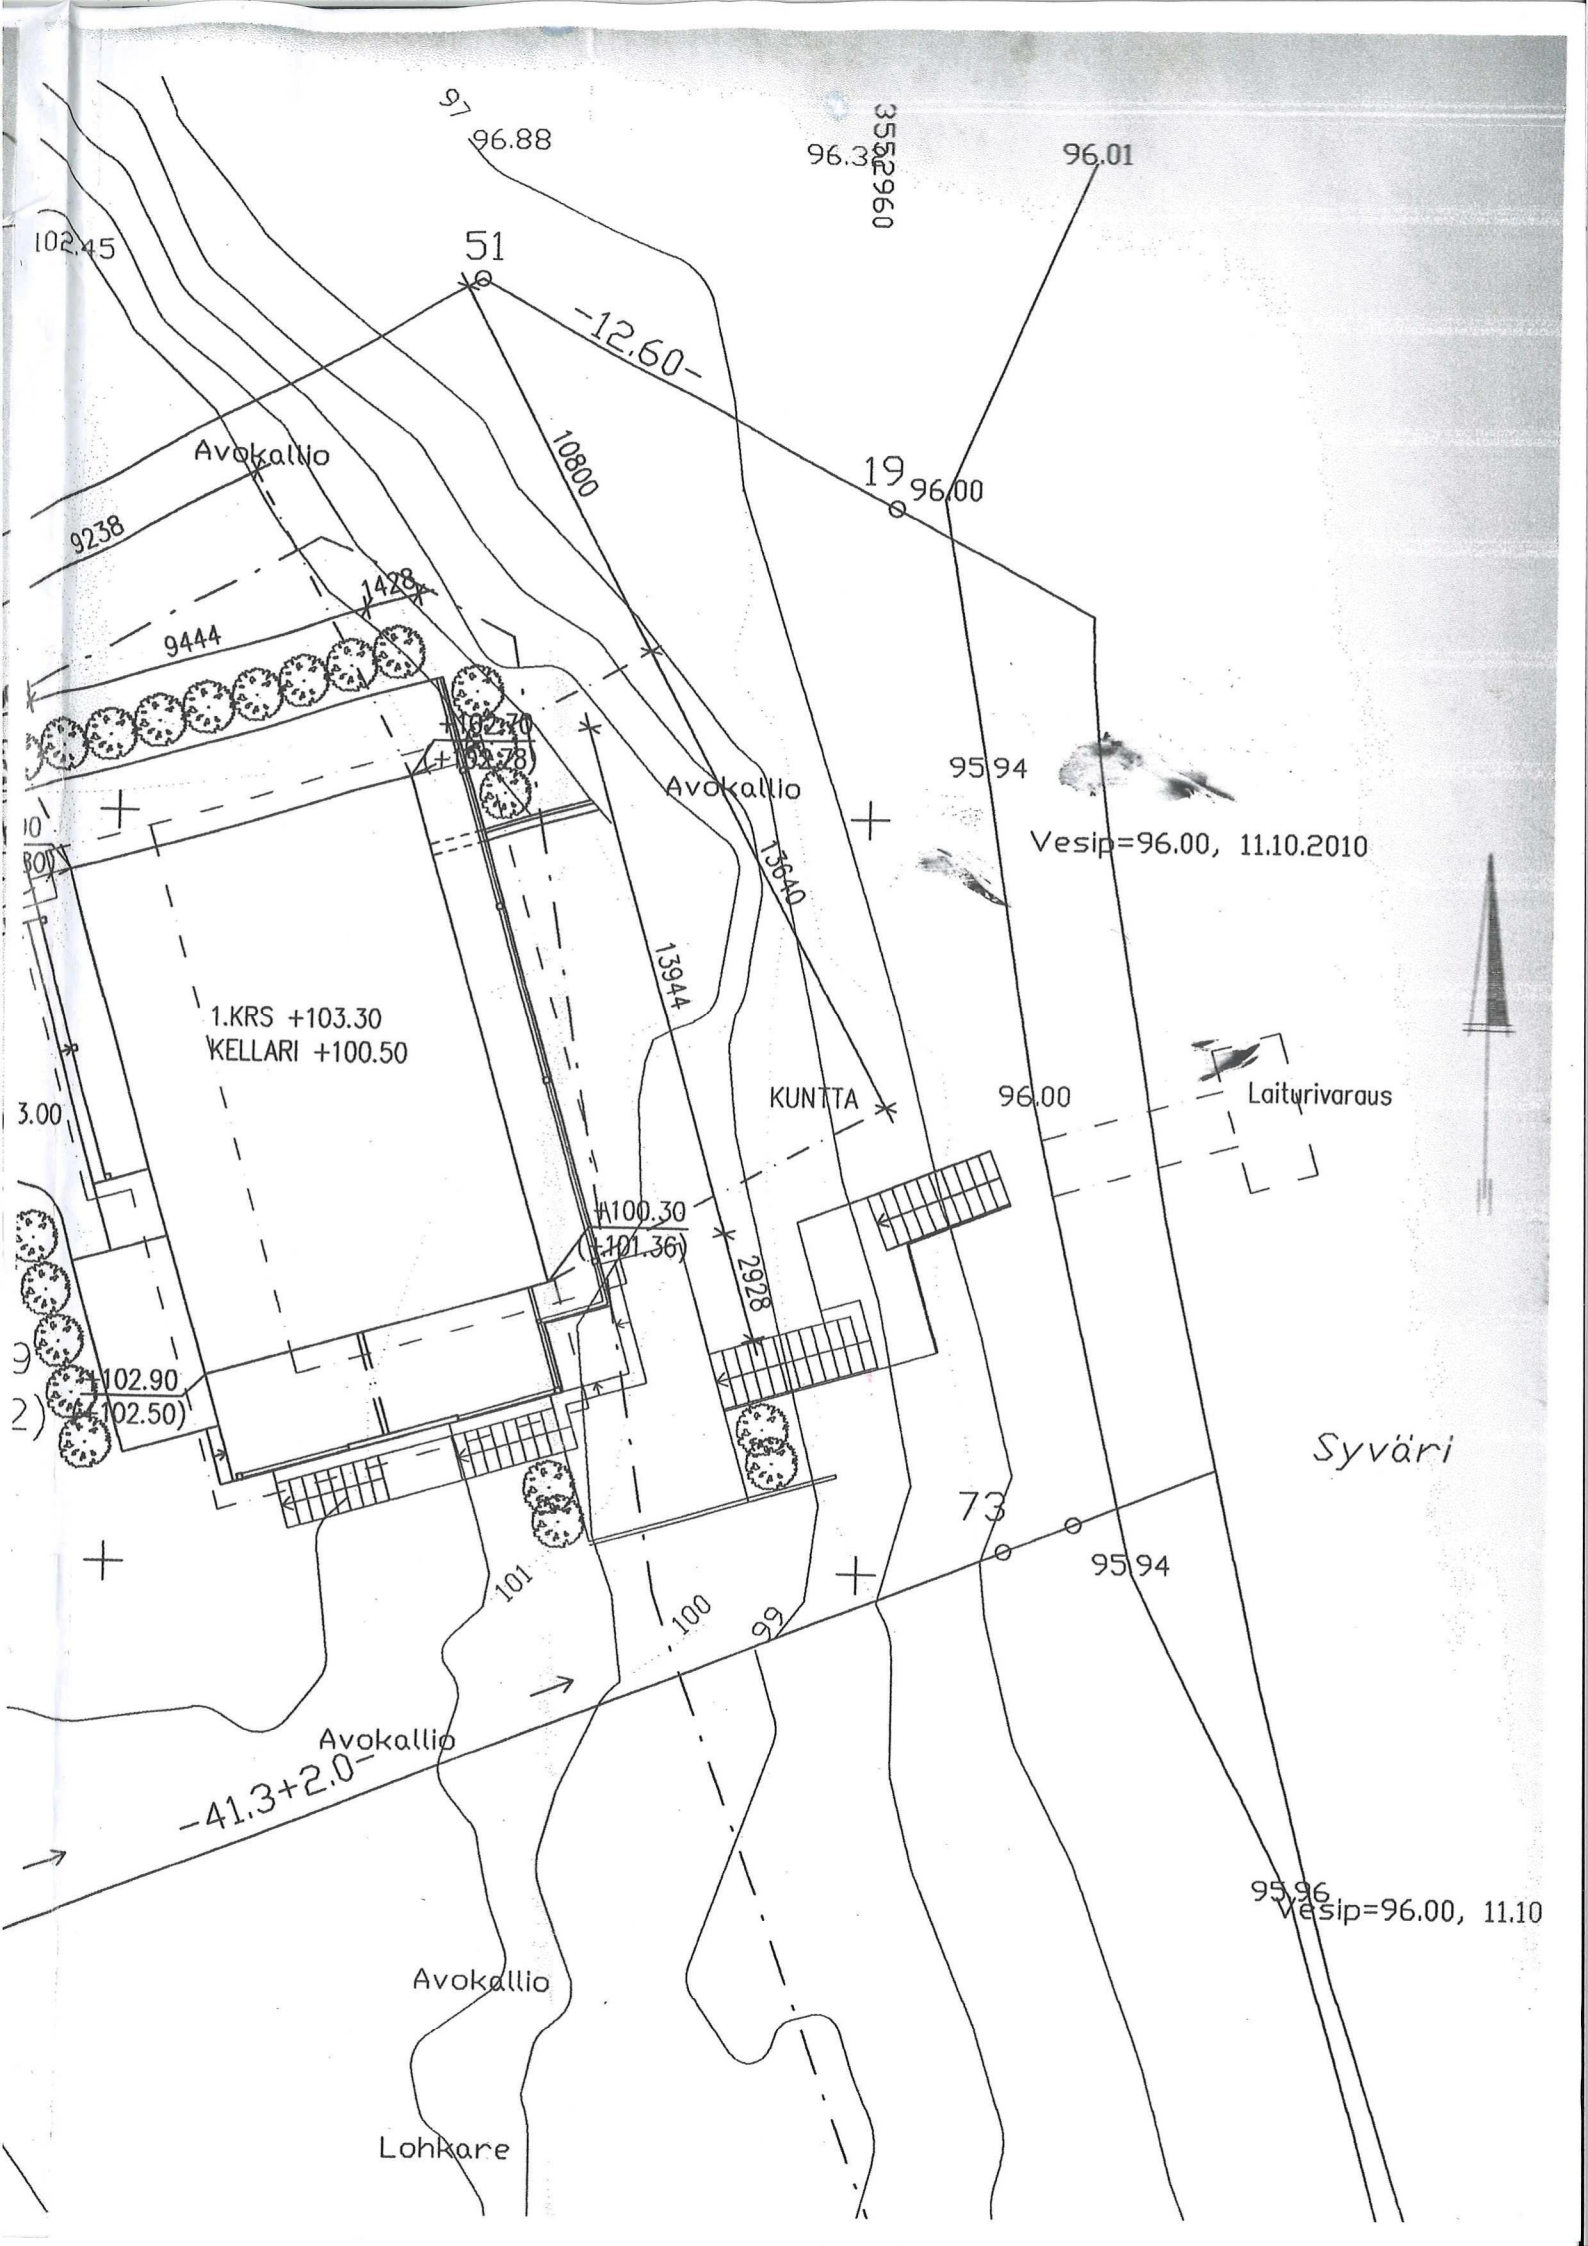 97
96.88
3552960
96.01
102.45
51
-12.60-
Avokallio
10800
19
96.00
9238
1428
9444
+102.70
(+102.78)
Avokallio
95.94
Vesip=96.00, 11.10.2010
13640
13944
1.KRS +103.30
KELLARI +100.50
KUNTTA
96.00
Laiturivaraus
3.00
+100.30
(+101.36)
2928
9
+102.90
2)
(+102.50)
Syväri
73
95.94
101
100
99
Avokallio
-41.3+2.0-
95.96
Vesip=96.00, 11.10
Avokallio
Lohkare